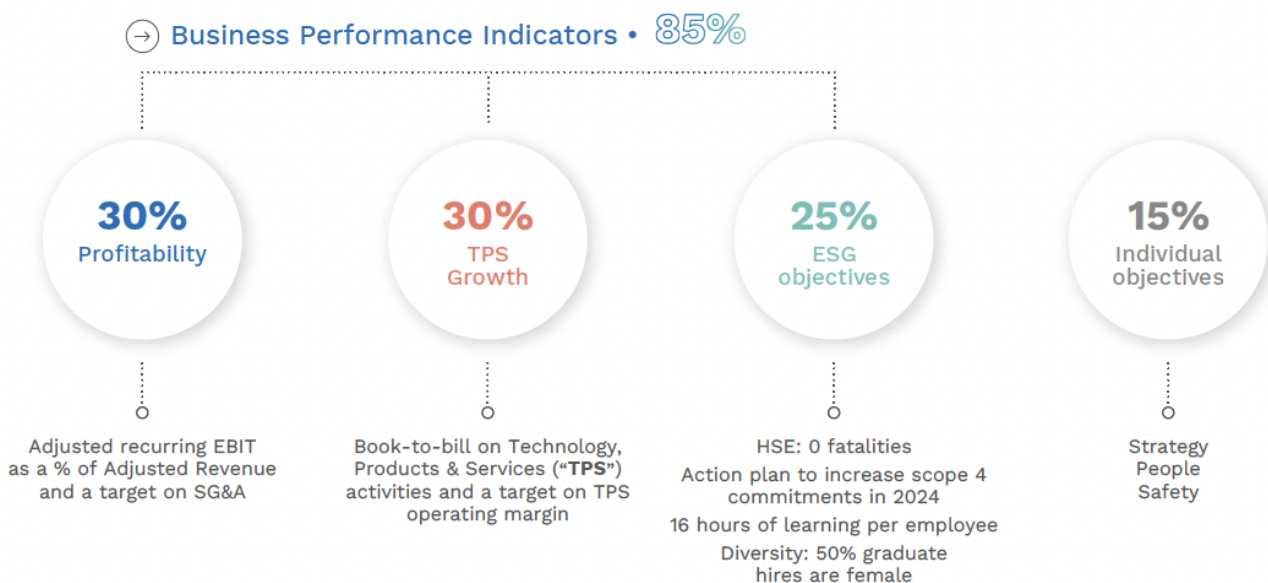 Business Performance Indicators • 85%
30%
Profitability
30%
TPS
Growth
25%
ESG
objectives
15%
Individual
objectives
Adjusted recurring EBIT
as a % of Adjusted Revenue
and a target on SG&A
Book-to-bill on Technology,
Products & Services (“TPS”)
activities and a target on TPS
operating margin
HSE: 0 fatalities
Action plan to increase scope 4
commitments in 2024
16 hours of learning per employee
Diversity: 50% graduate
hires are female
Strategy
People
Safety